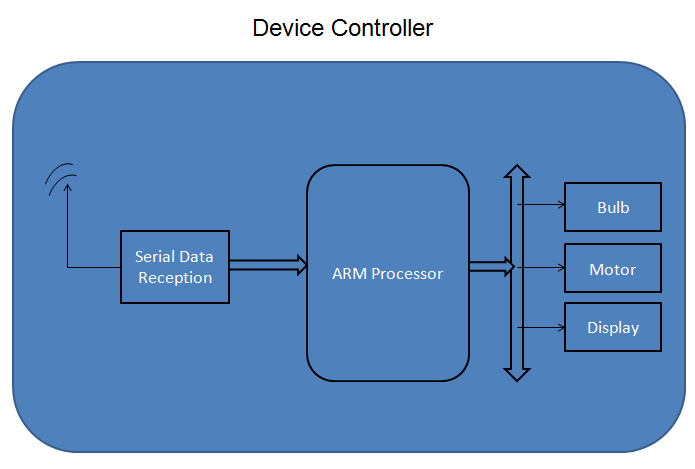 Device Controller
Serial Data
Reception
ARM Processor
Bulb
Motor
Display